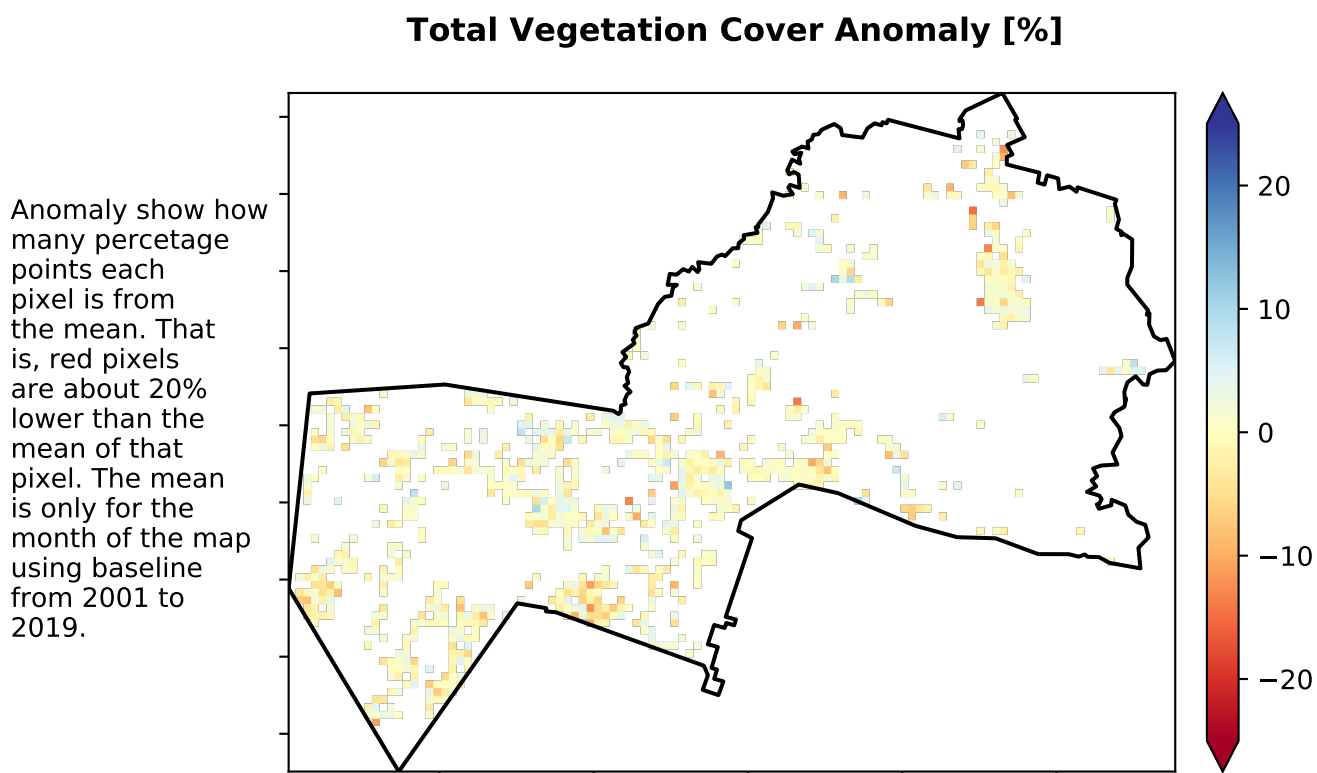 Total Vegetation Cover Anomaly [%]
Anomaly show how
many percetage
points each
pixel is from
the mean. That
is, red pixels
are about 20%
lower than the
mean of that
pixel. The mean
is only for the
month of the map
using baseline
from 2001 to
2019.
20
10
0
−10
−20